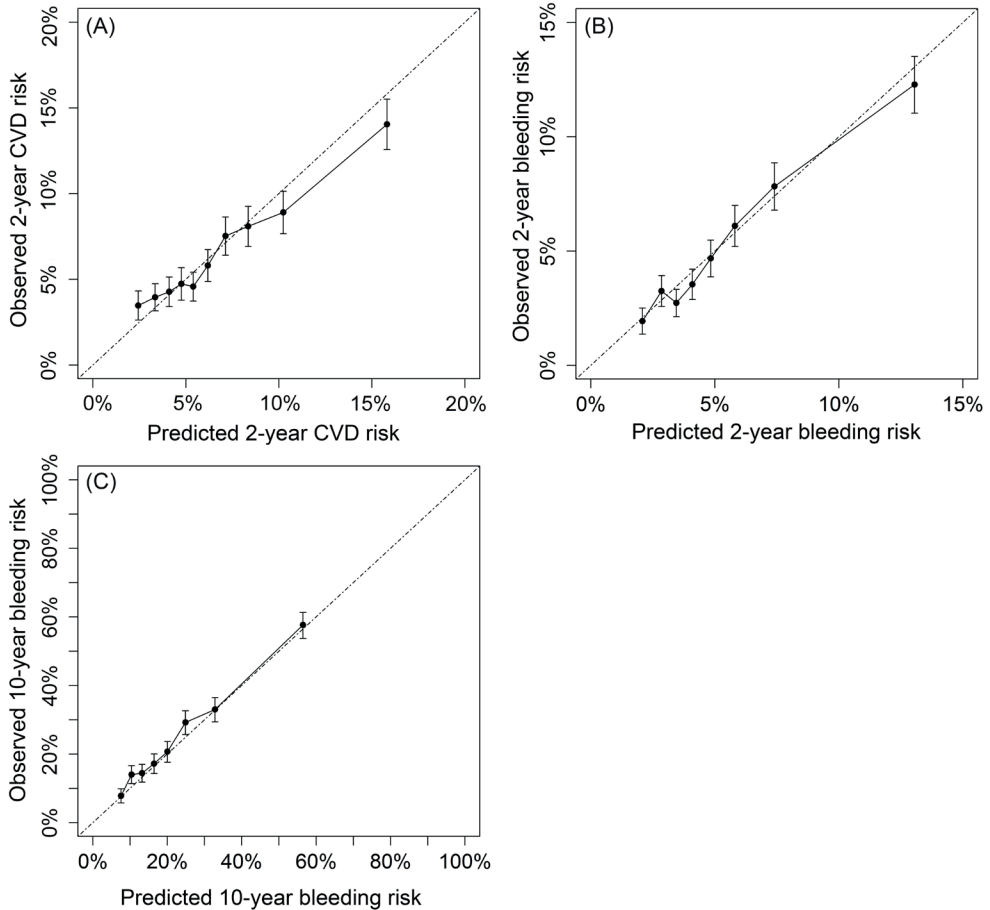 (A)
Observed 2-year CVD risk
20%
15%
10%
5%
0%
0% 5% 10% 15% 20%
Predicted 2-year CVD risk
(B)
Observed 2-year bleeding risk
15%
10%
5%
0%
0% 5% 10% 15%
Predicted 2-year bleeding risk
(C)
Observed 10-year bleeding risk
100%
80%
60%
40%
20%
0%
0% 20% 40% 60% 80% 100%
Predicted 10-year bleeding risk